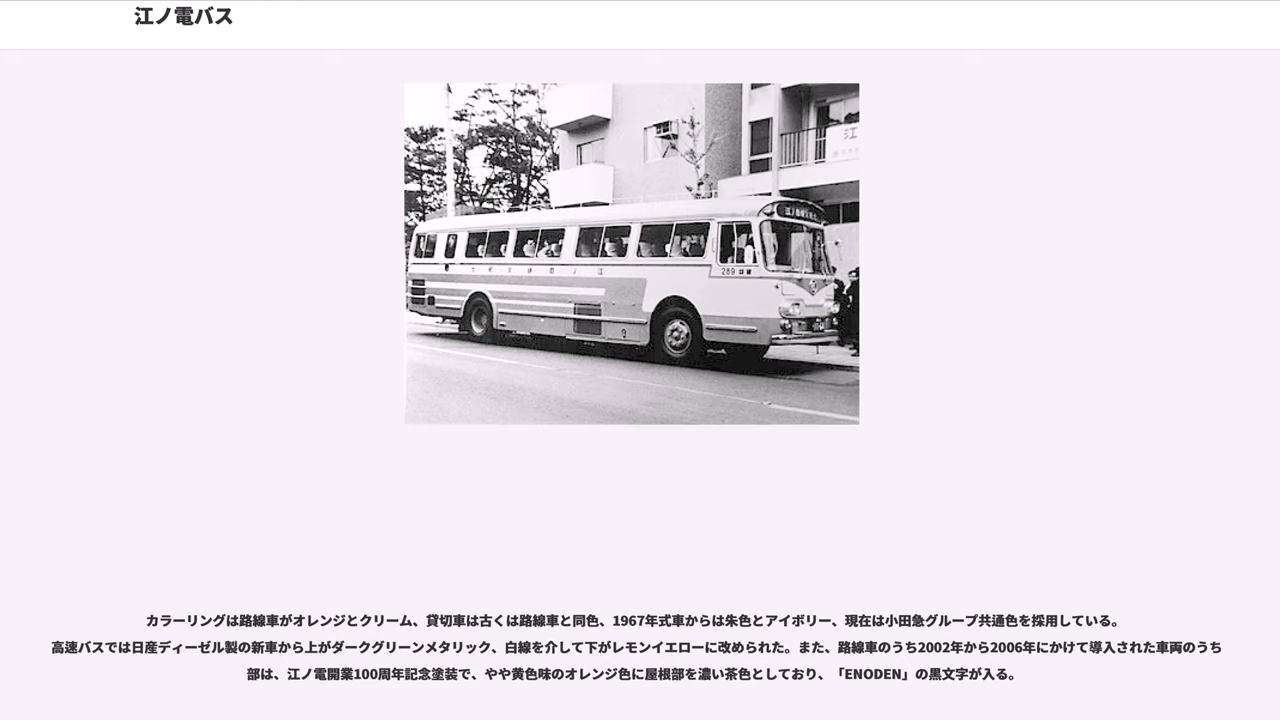 江ノ電バス
江
289
カラーリングは路線車がオレンジとクリーム、貸切車は古くは路線車と同色、1967年式車からは朱色とアイボリー、現在は小田急グループ共通色を採用している。
高速バスでは日産ディーゼル製の新車から上がダークグリーンメタリック、白線を介して下がレモンイエローに改められた。また、路線車のうち2002年から2006年にかけて導入された車両のうち
部は、江ノ電開業100周年記念塗装で、やや黄色味のオレンジ色に屋根部を濃い茶色としており、「ENODEN」の黒文字が入る。